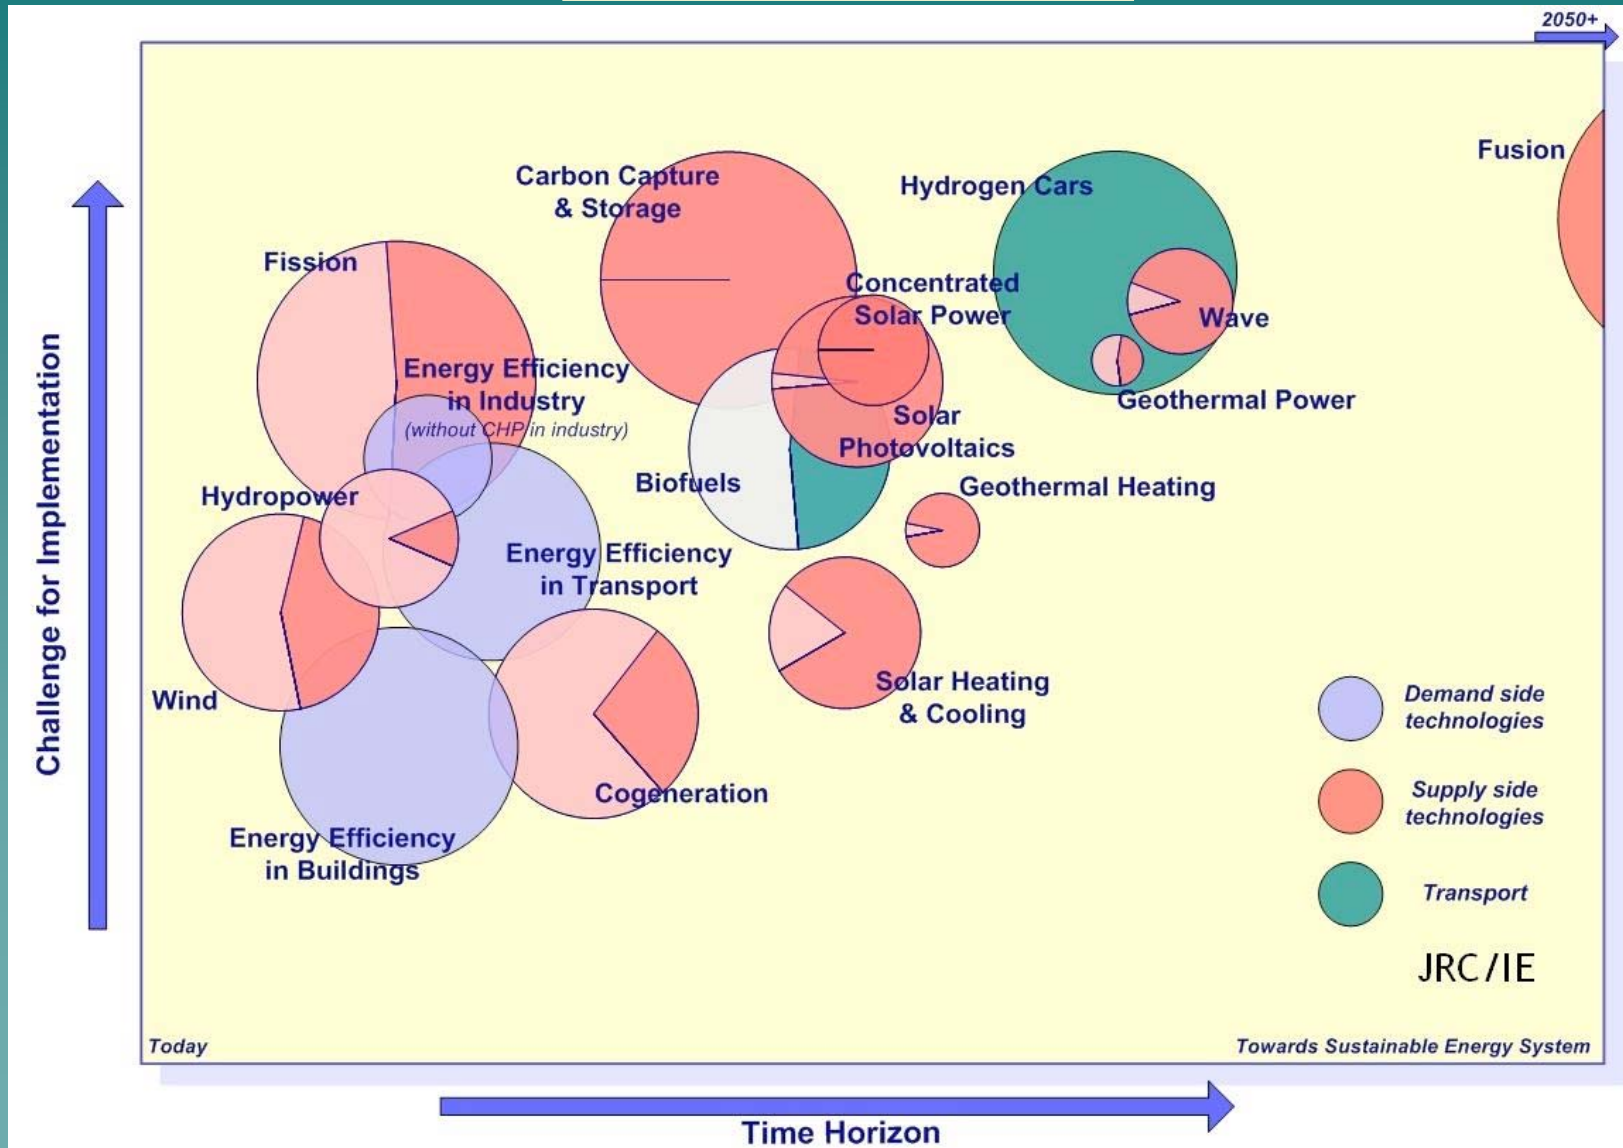 2050+
Fusion
Carbon Capture
& Storage
Hydrogen Cars
Fission
Concentrated
Solar Power
Wave
Energy Efficiency
in Industry
(without CHP in industry)
Geothermal Power
Solar
Photovoltaics
Biofuels
Geothermal Heating
Hydropower
Energy Efficiency
in Transport
Wind
Solar Heating
& Cooling
Cogeneration
Energy Efficiency
in Buildings
Demand side
technologies
Supply side
technologies
Transport
JRC/IE
Challenge for Implementation
Today
Towards Sustainable Energy System
Time Horizon